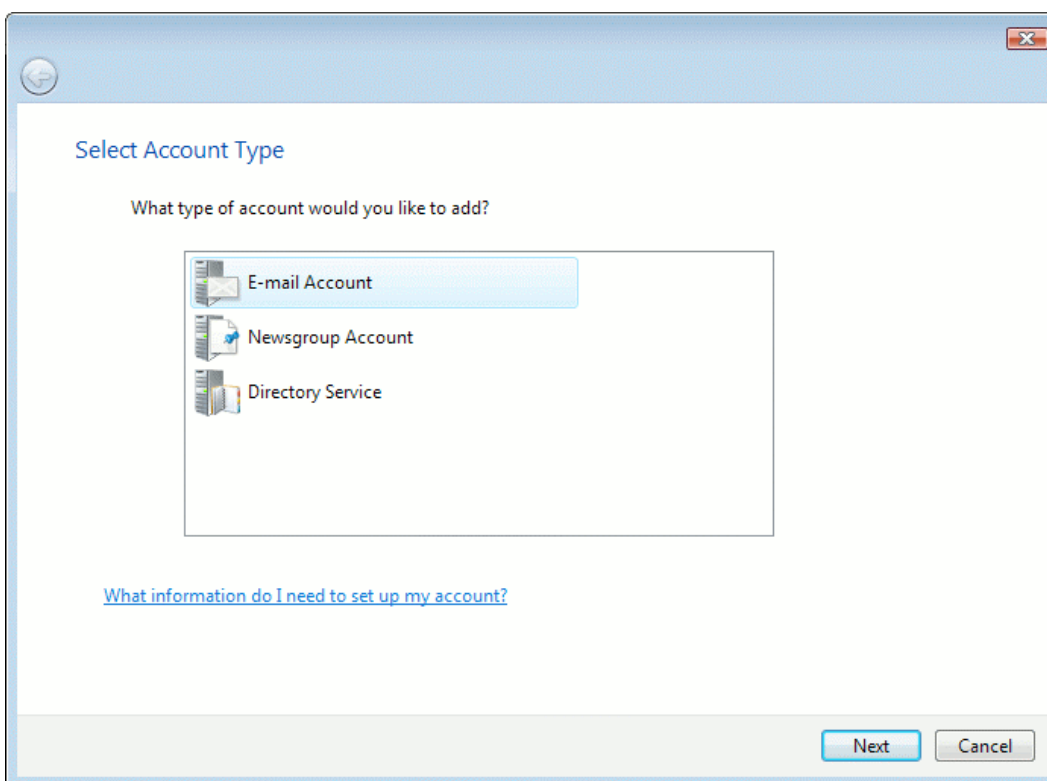 Select Account Type
What type of account would you like to add?
E-mail Account
Newsgroup Account
Directory Service
What information do I need to set up my account?
Next Cancel